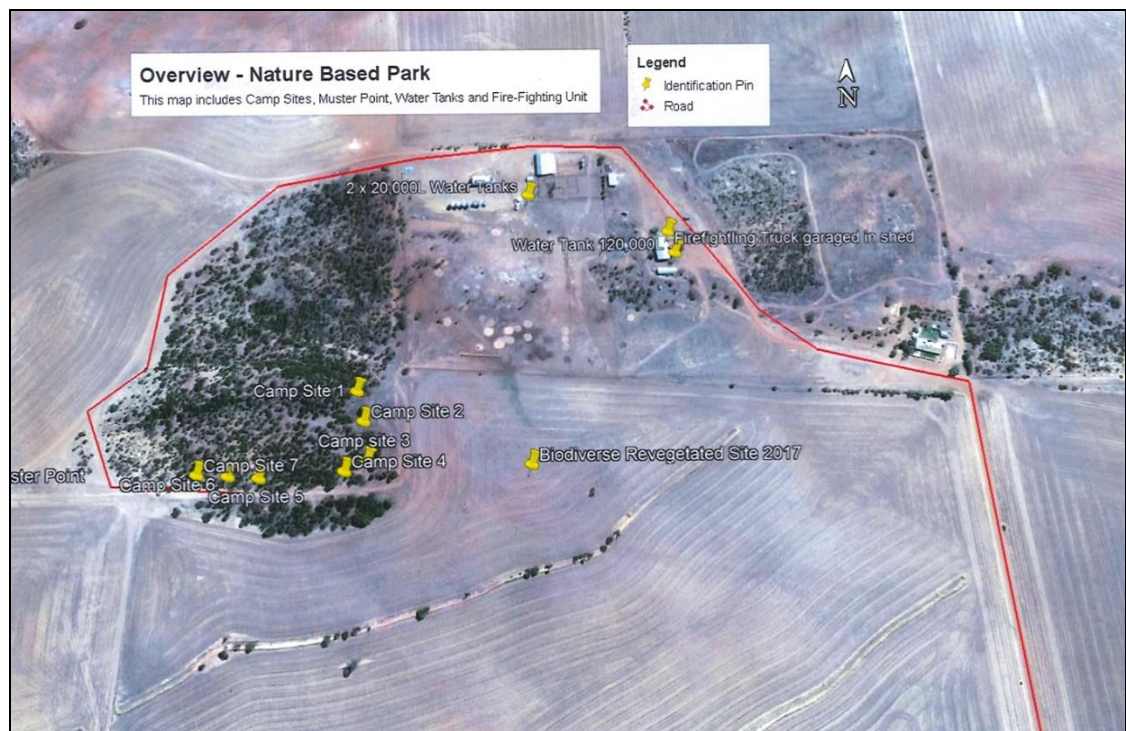 Overview - Nature Based Park
This map includes Camp Sites, Muster Point, Water Tanks and Fire-Fighting Unit
Legend
Identification Pin
Road
N
2 x 20,000L Water Tanks
Water Tank 120,000
Firefightling Truck garaged in shed
Camp Site 1
Camp Site 2
Camp site 3
Camp Site 4
Biodiverse Revegetated Site 2017
Camp Site 7
ster Point
Camp Site 6
Camp Site 5